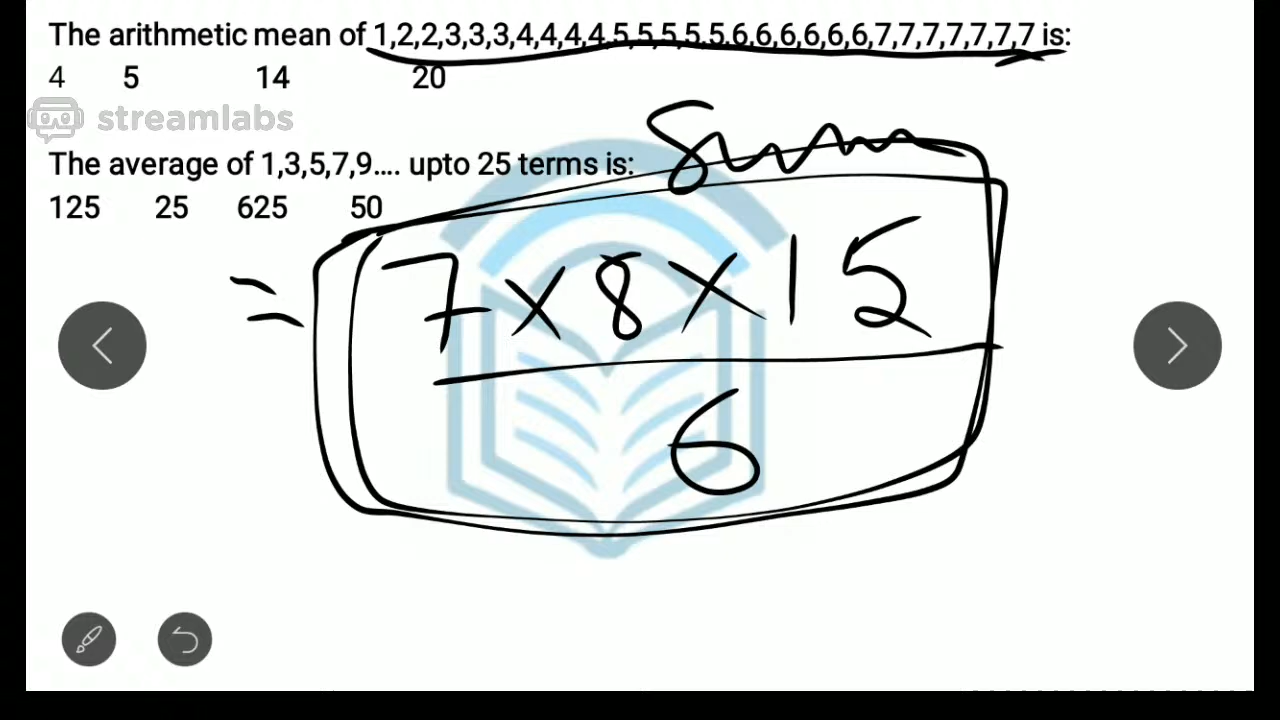 The arithmetic mean of 1,2,2,3,3,3,4,4,4,4,5,5,5,5,5,6,6,6,6,6,6,7,7,7,7,7,7,7 is:
4 5 14 20
streamlabs
Sum
The average of 1,3,5,7,9.... upto 25 terms is:
125 25 625 50
= 7 x 8 x 15
6